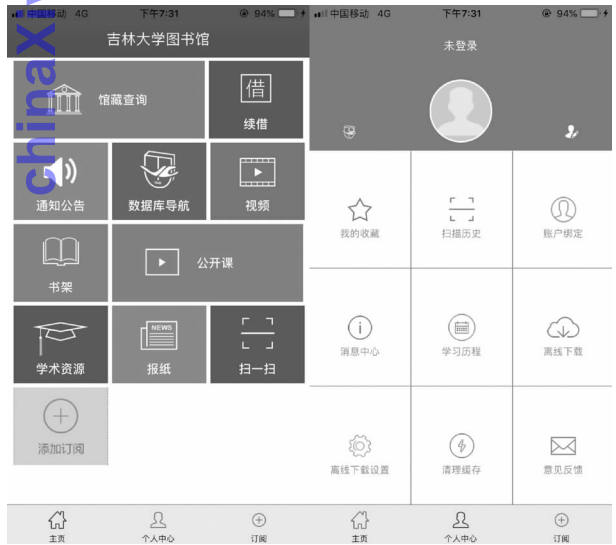 中国移动 4G 下午7:31 94%
吉林大学图书馆
馆藏查询
借
续借
通知公告
数据库导航
视频
书架
公开课
学术资源
NEWS
报纸
扫一扫
添加订阅
主页
个人中心
订阅
中国移动 4G 下午7:31 94%
未登录
我的收藏
扫描历史
账户绑定
消息中心
学习历程
离线下载
离线下载设置
清理缓存
意见反馈
主页
个人中心
订阅
chinaX